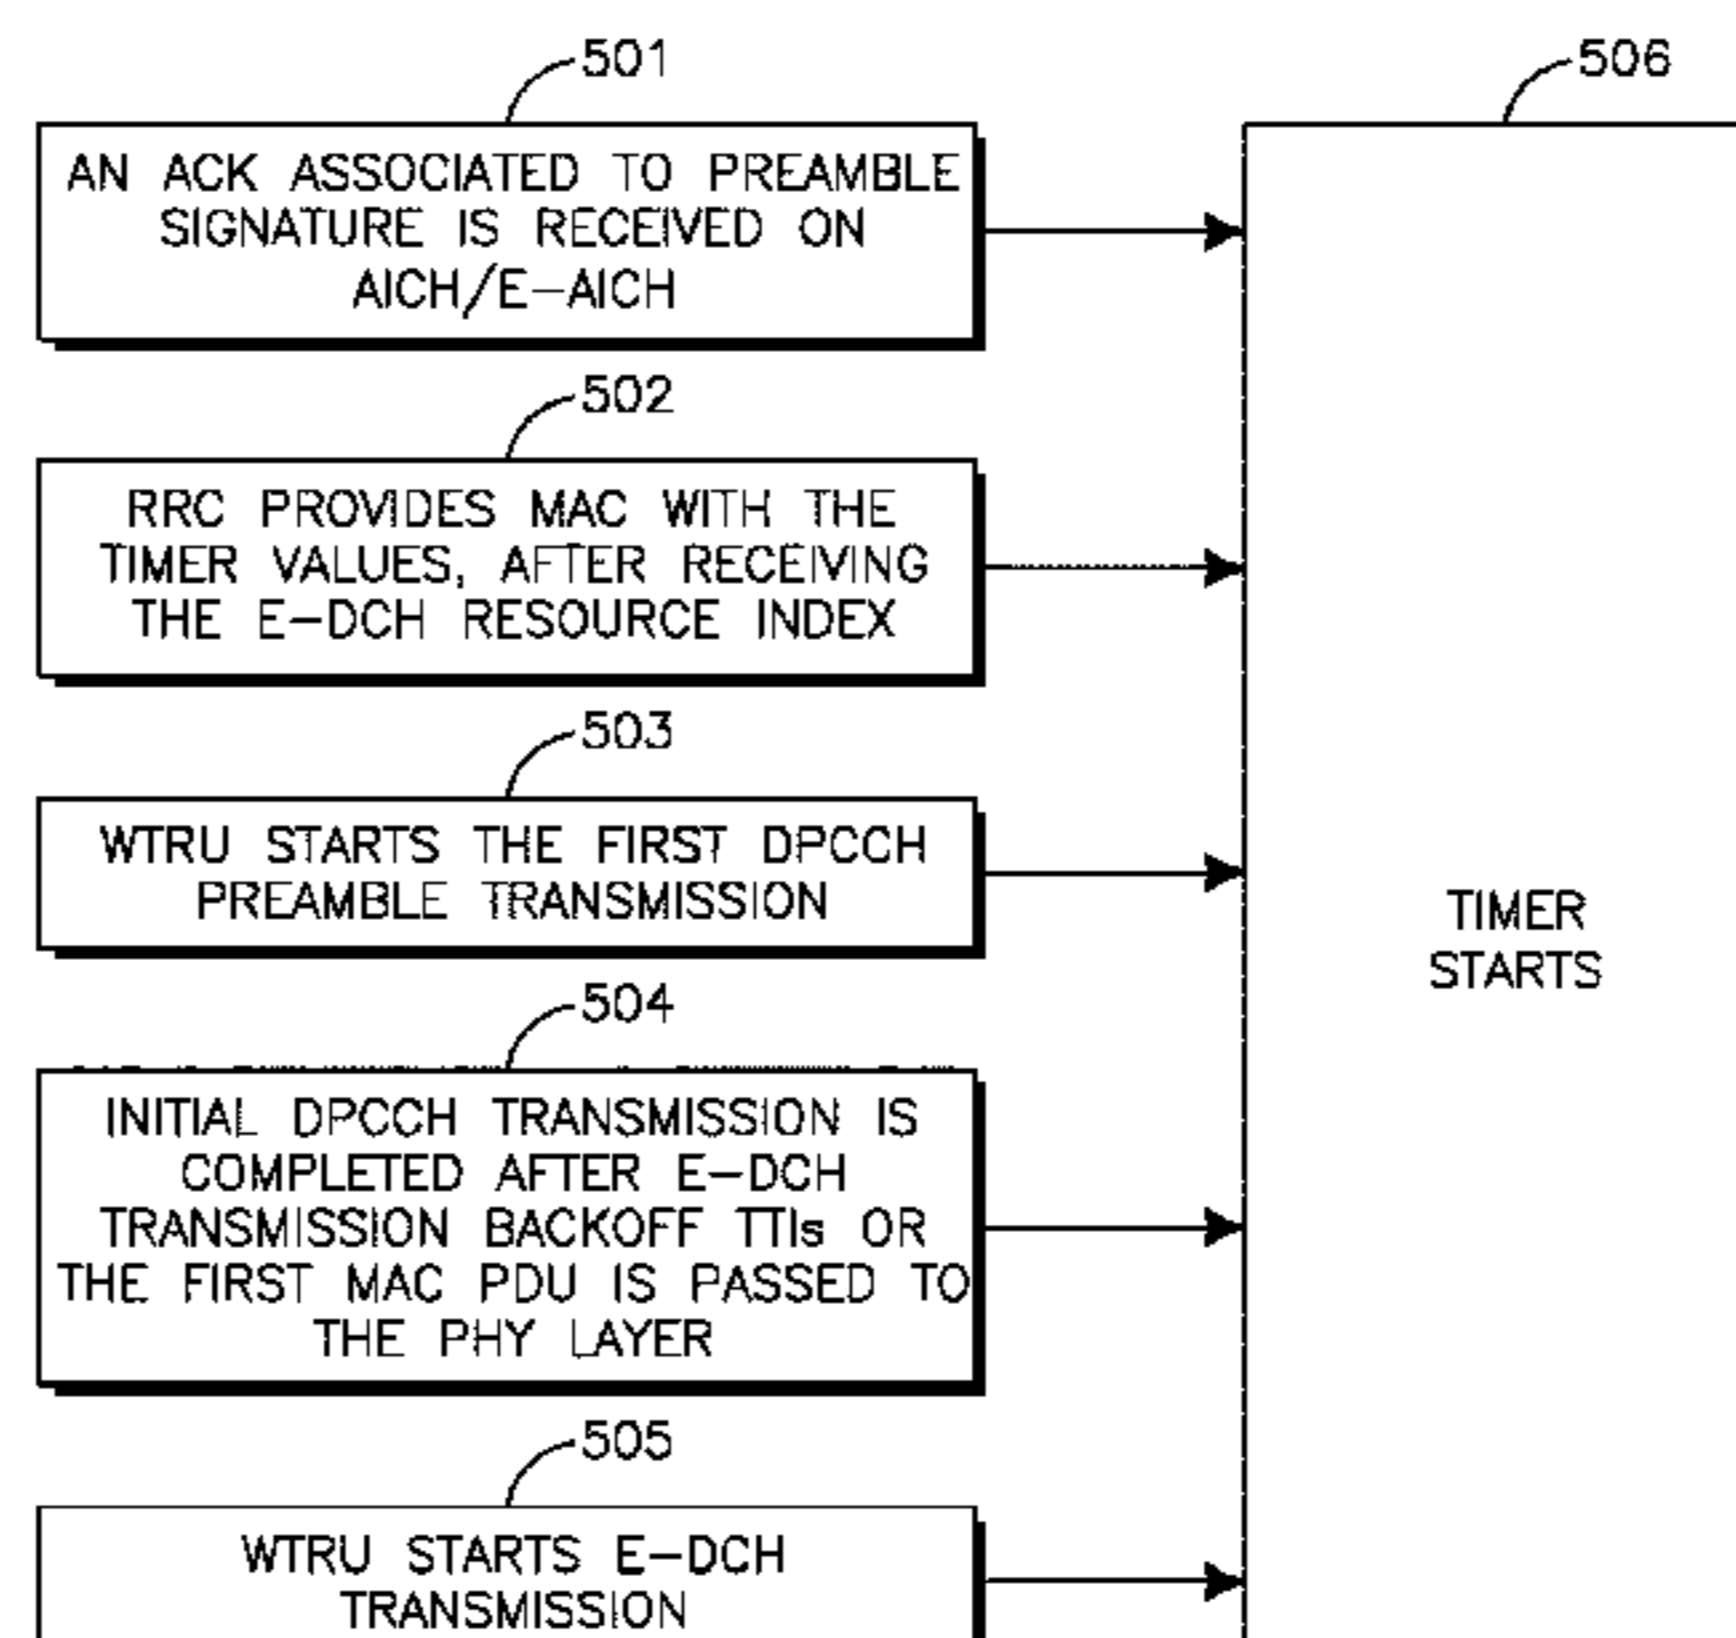 501
AN ACK ASSOCIATED TO PREAMBLE
SIGNATURE IS RECEIVED ON
AICH/E-AICH
502
RRC PROVIDES MAC WITH THE
TIMER VALUES, AFTER RECEIVING
THE E-DCH RESOURCE INDEX
503
WTRU STARTS THE FIRST DPCCH
PREAMBLE TRANSMISSION
504
INITIAL DPCCH TRANSMISSION IS
COMPLETED AFTER E-DCH
TRANSMISSION BACKOFF TTIs OR
THE FIRST MAC PDU IS PASSED TO
THE PHY LAYER
505
WTRU STARTS E-DCH
TRANSMISSION
506
TIMER
STARTS